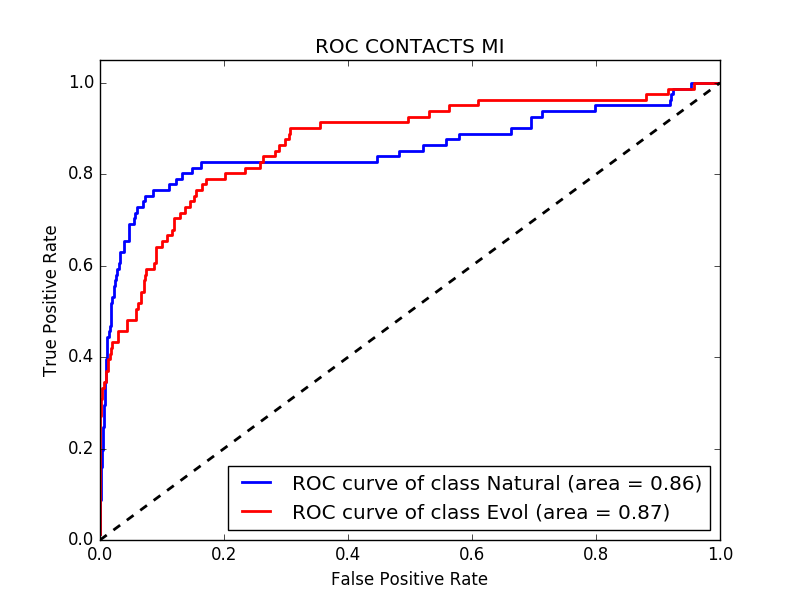 ROC CONTACTS MI
True Positive Rate
1.0
0.8
0.6
0.4
0.2
0.0
ROC curve of class Natural (area = 0.86)
ROC curve of class Evol (area = 0.87)
0.0 0.2 0.4 0.6 0.8 1.0
False Positive Rate